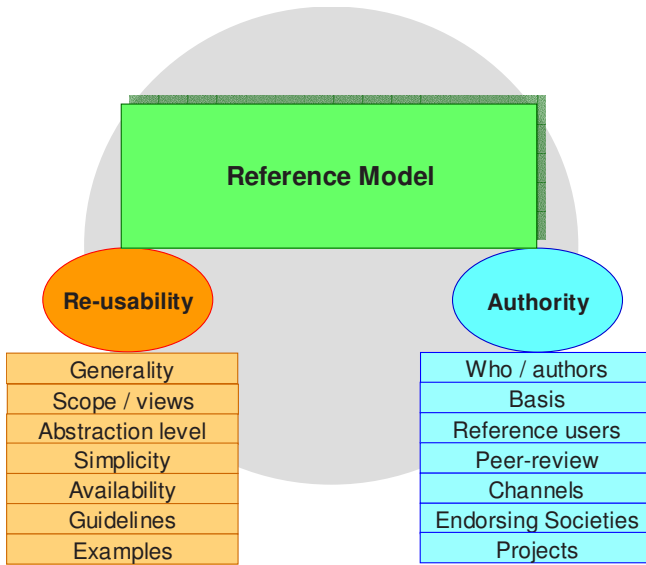 Reference Model
Re-usability
Generality
Scope / views
Abstraction level
Simplicity
Availability
Guidelines
Examples
Authority
Who / authors
Basis
Reference users
Peer-review
Channels
Endorsing Societies
Projects